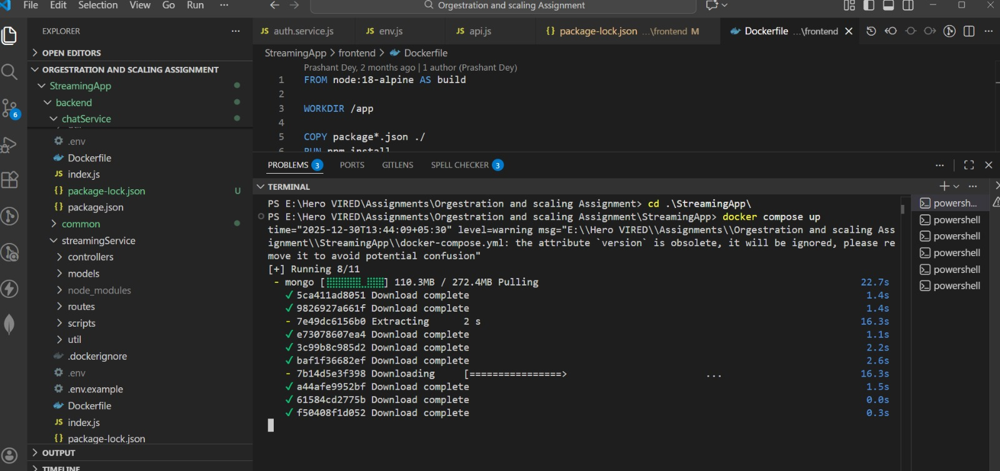 File Edit Selection View Go Run ···
Orgestration and scaling Assignment
EXPLORER
OPEN EDITORS
ORGESTRATION AND SCALING ASSIGNMENT
StreamingApp
backend
chatService
.env
Dockerfile
index.js
package-lock.json U
package.json
common
streamingService
controllers
models
node_modules
routes
scripts
util
.dockerignore
.env
.env.example
Dockerfile
index.js
package-lock.json
OUTPUT
TIMELINE
6
JS auth.service.js JS env.js JS api.js {} package-lock.json ...\frontend M Dockerfile ...\frontend
StreamingApp > frontend > Dockerfile
Prashant Dey, 2 months ago | 1 author (Prashant Dey)
1 FROM node:18-alpine AS build
2
3 WORKDIR /app
4
5 COPY package*.json ./
6 RUN npm install
PROBLEMS 3 PORTS GITLENS SPELL CHECKER 3
TERMINAL
PS E:\Hero VIRED\Assignments\Orgestration and scaling Assignment> cd .\StreamingApp\
PS E:\Hero VIRED\Assignments\Orgestration and scaling Assignment\StreamingApp> docker compose up
time="2025-12-30T13:44:09+05:30" level=warning msg="E:\\Hero VIRED\\Assignments\\Orgestration and scaling Ass
ignment\\StreamingApp\\docker-compose.yml: the attribute `version` is obsolete, it will be ignored, please re
move it to avoid potential confusion"
[+] Running 8/11
- mongo [] 110.3MB / 272.4MB Pulling 22.7s
✓ 5ca411ad8051 Download complete 1.4s
✓ 9826927a661f Download complete 1.4s
- 7e49dc6156b0 Extracting 2 s 16.3s
✓ e73078607ea4 Download complete 1.1s
✓ 3c99b8c985d2 Download complete 2.2s
✓ baf1f36682ef Download complete 2.6s
- 7b14d5e3f398 Downloading [================> ... 16.3s
✓ a44afe9952bf Download complete 1.5s
✓ 61584cd2775b Download complete 0.0s
✓ f50408f1d052 Download complete 0.3s
powersh...
powershell
powershell
powershell
powershell
powershell